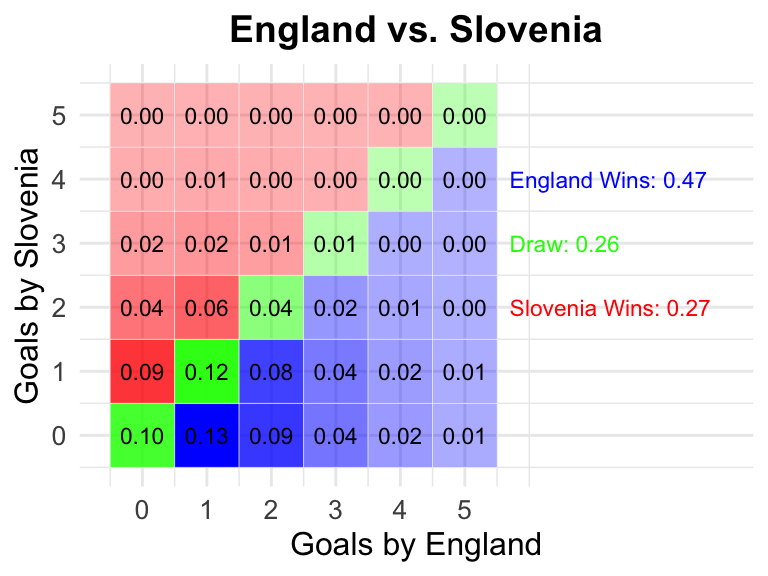 England vs. Slovenia
Goals by Slovenia
5 0.00 0.00 0.00 0.00 0.00 0.00
4 0.00 0.01 0.00 0.00 0.00 0.00 England Wins: 0.47
3 0.02 0.02 0.01 0.01 0.00 0.00 Draw: 0.26
2 0.04 0.06 0.04 0.02 0.01 0.00 Slovenia Wins: 0.27
1 0.09 0.12 0.08 0.04 0.02 0.01
0 0.10 0.13 0.09 0.04 0.02 0.01
0 1 2 3 4 5
Goals by England